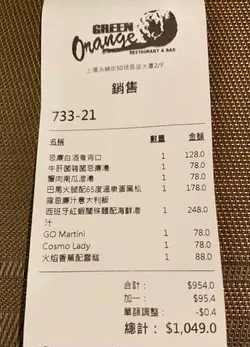 GREEN
Orange
RESTAURANT & BAR
銷售
733-21
名稱 數量 金額
忌廉白酒煮青口 1 128.0
牛肝菌雜菌忌廉湯 1 78.0
蟹肉南瓜泡湯 1 78.0
巴馬火腿配65度溫泉蛋黑松 1 178.0
露忌廉汁意大利飯
西班牙紅蝦闊條麵配海鮮泡 1 248.0
汁
GO Martini 1 78.0
Cosmo Lady 1 78.0
火焰香蕉配雪糕 1 88.0
合計： $954.0
加一： $95.4
單額調整： -$0.4
總計： $1,049.0